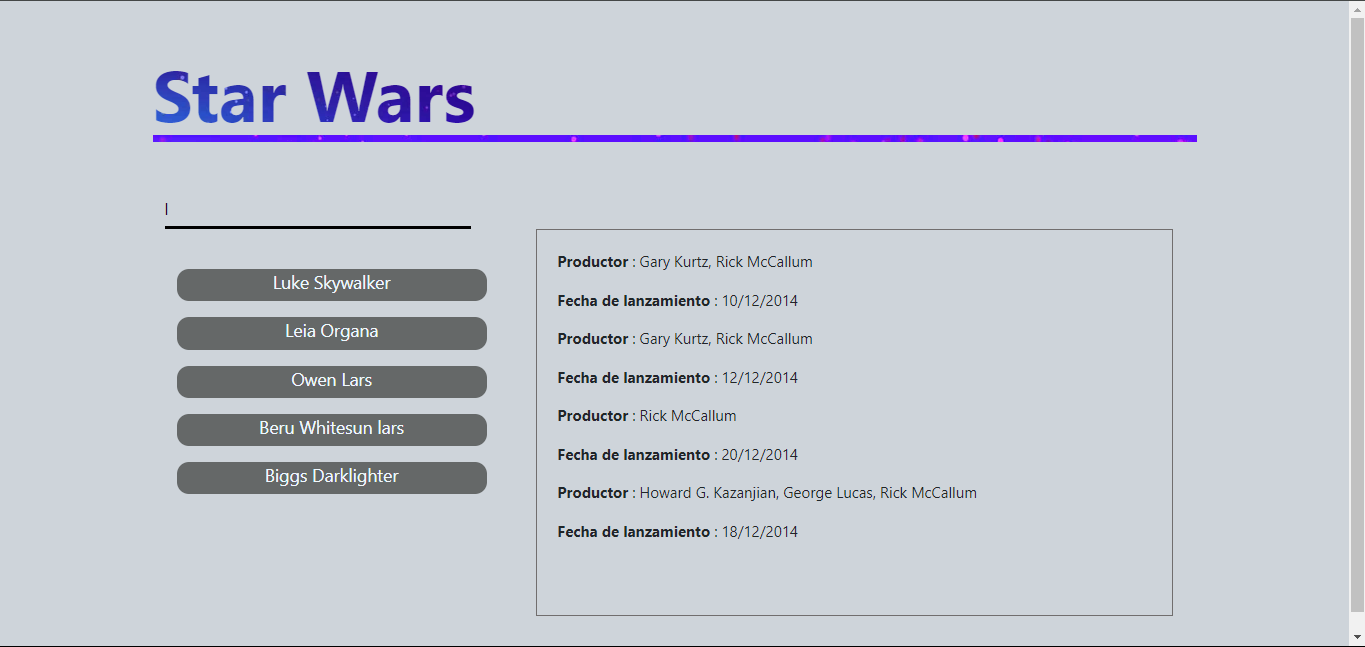 Star Wars
Luke Skywalker
Leia Organa
Owen Lars
Beru Whitesun lars
Biggs Darklighter
Productor : Gary Kurtz, Rick McCallum
Fecha de lanzamiento : 10/12/2014
Productor : Gary Kurtz, Rick McCallum
Fecha de lanzamiento : 12/12/2014
Productor : Rick McCallum
Fecha de lanzamiento : 20/12/2014
Productor : Howard G. Kazanjian, George Lucas, Rick McCallum
Fecha de lanzamiento : 18/12/2014